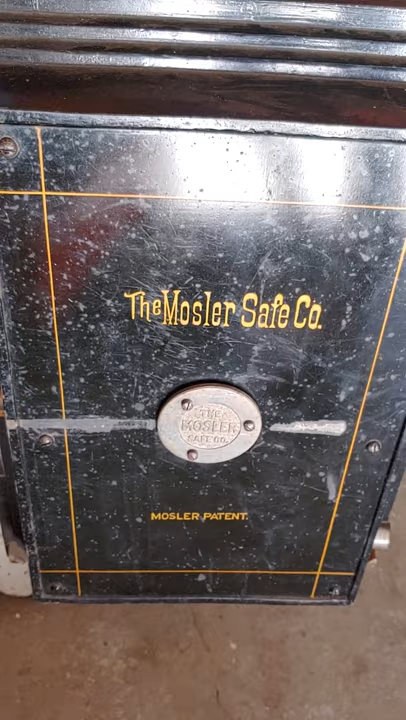 The Mosler Safe Co.
THE
MOSLER
SAFE CO.
MOSLER PATENT.